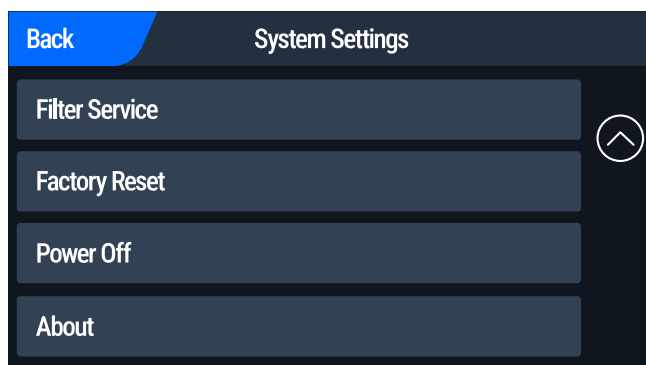 Back
System Settings
Filter Service
Factory Reset
Power Off
About